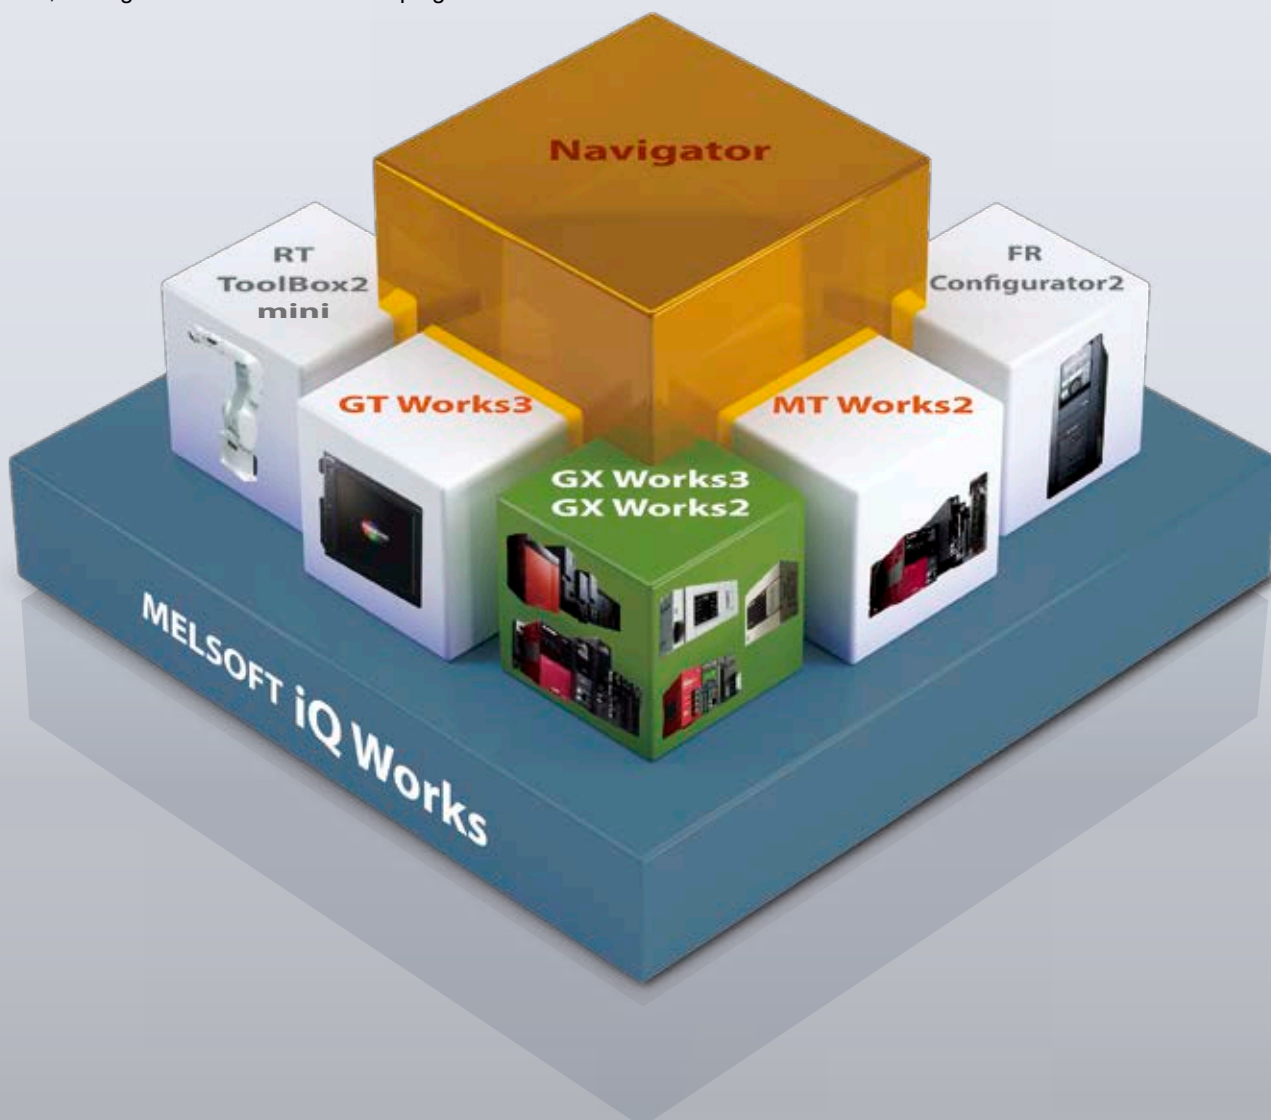 Navigator
RT
ToolBox2
mini
FR
Configurator2
GT Works3
MT Works2
GX Works3
GX Works2
MELSOFT iQ Works